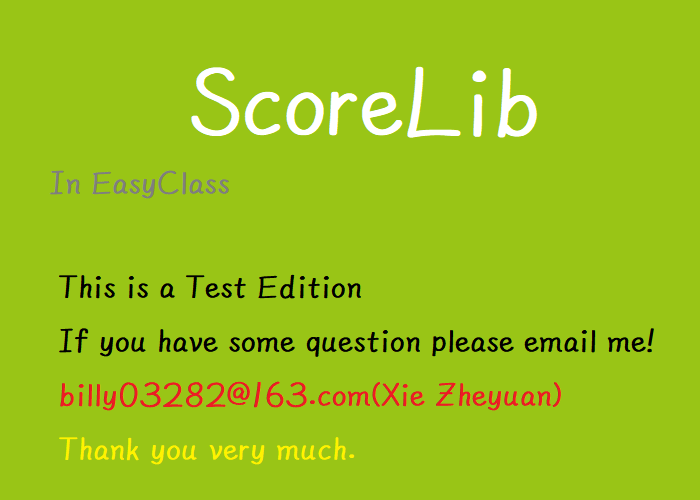 ScoreLib
In EasyClass
This is a Test Edition
If you have some question please email me!
billy03282@163.com(Xie Zheyuan)
Thank you very much.